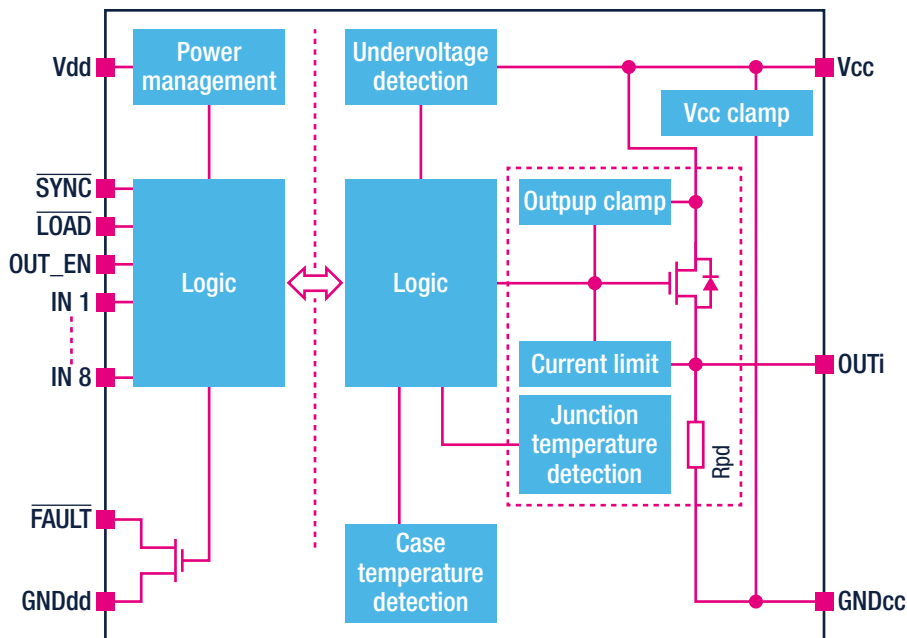 Vdd
Power
management
Undervoltage
detection
Vcc
Vcc clamp
SYNC
LOAD
OUT_EN
IN 1
IN 8
Logic
Logic
Outpup clamp
Current limit
OUTi
Junction
temperature
detection
Rpd
FAULT
GNDdd
Case
temperature
detection
GNDcc